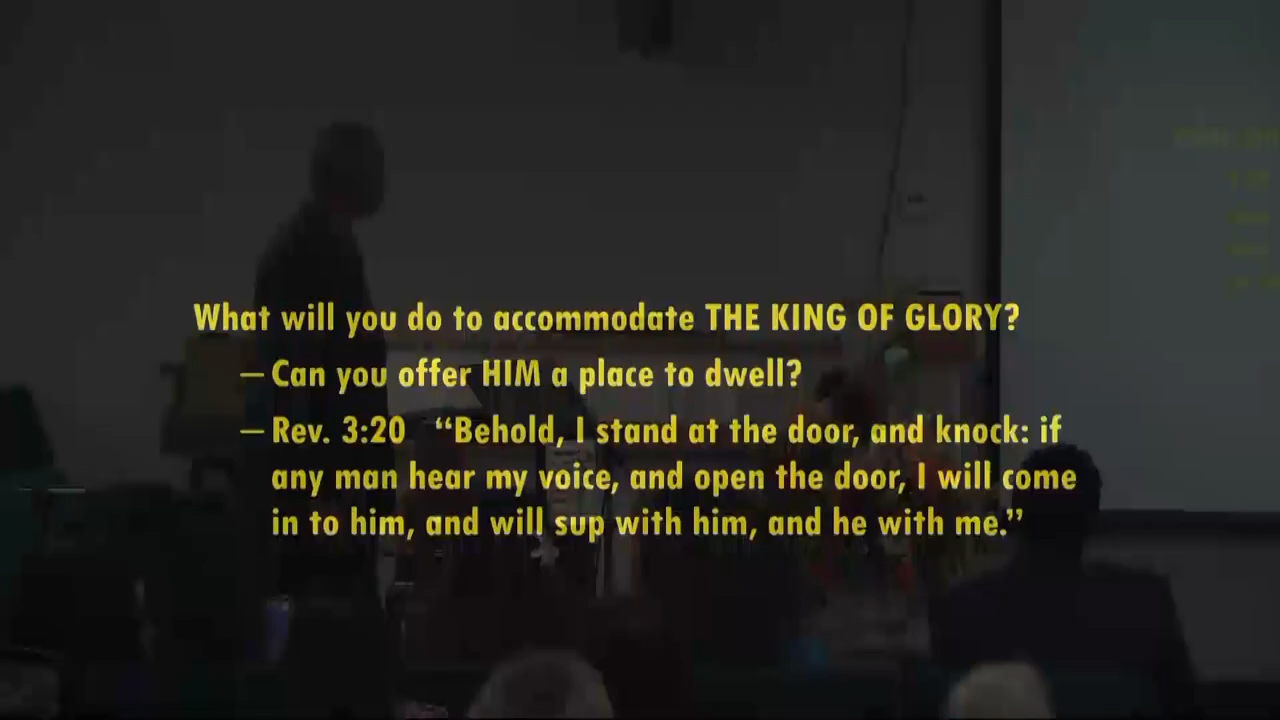 What will you do to accommodate THE KING OF GLORY?
– Can you offer HIM a place to dwell?
– Rev. 3:20 “Behold, I stand at the door, and knock: if
any man hear my voice, and open the door, I will come
in to him, and will sup with him, and he with me.”